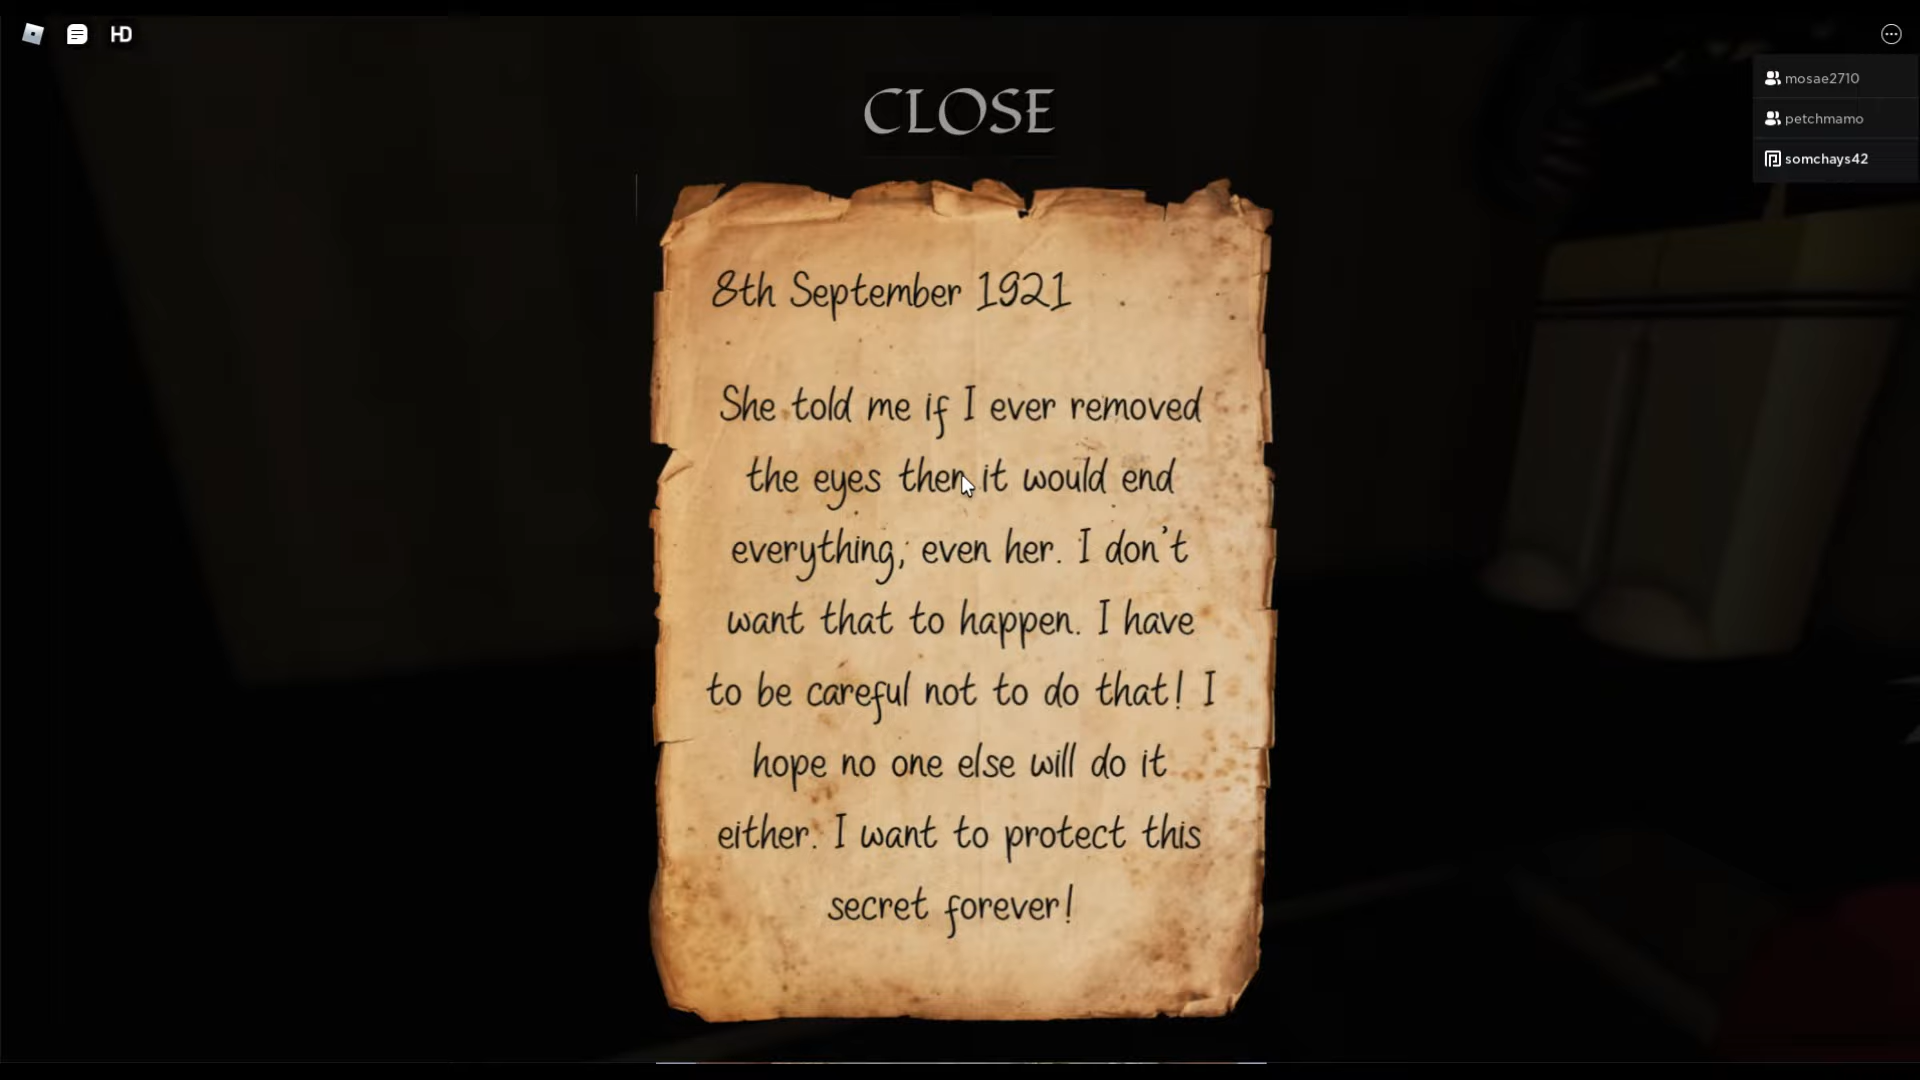 HD
mosae2710
petchmamo
somchays42
CLOSE
8th September 1921
She told me if I ever removed
the eyes then it would end
everything, even her. I don't
want that to happen. I have
to be careful not to do that! I
hope no one else will do it
either. I want to protect this
secret forever!